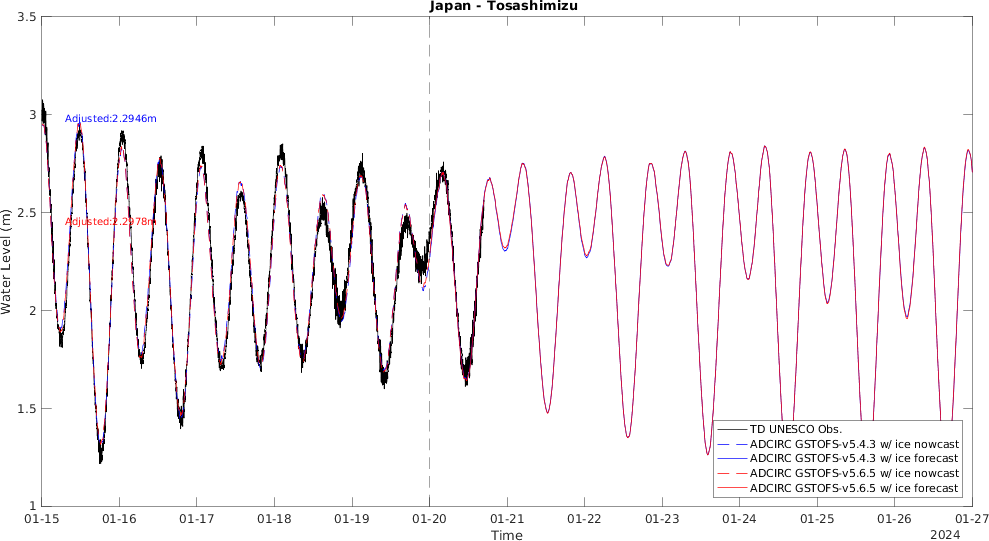 Japan - Tosashimizu
3.5
3
2.5
2
1.5
1
Water Level (m)
Adjusted:2.2946m
Adjusted:2.2978m
TD UNESCO Obs.
ADCIRC GSTOFS-v5.4.3 w/ ice nowcast
ADCIRC GSTOFS-v5.4.3 w/ ice forecast
ADCIRC GSTOFS-v5.6.5 w/ ice nowcast
ADCIRC GSTOFS-v5.6.5 w/ ice forecast
01-15 01-16 01-17 01-18 01-19 01-20 01-21 01-22 01-23 01-24 01-25 01-26 01-27
Time
2024